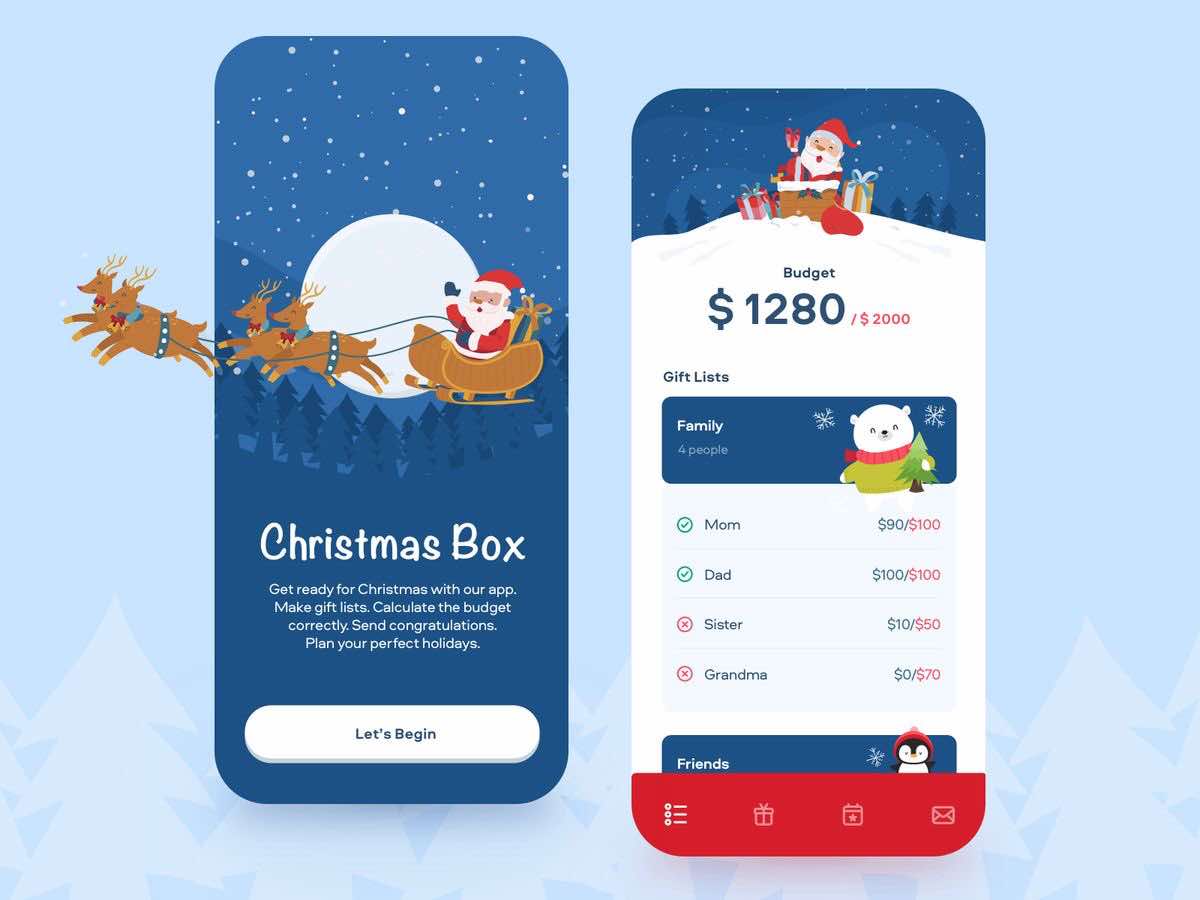 Christmas Box
Get ready for Christmas with our app.
Make gift lists. Calculate the budget
correctly. Send congratulations.
Plan your perfect holidays.
Let's Begin
Budget
$ 1280 / $ 2000
Gift Lists
Family
4 people
Mom $90/$100
Dad $100/$100
Sister $10/$50
Grandma $0/$70
Friends